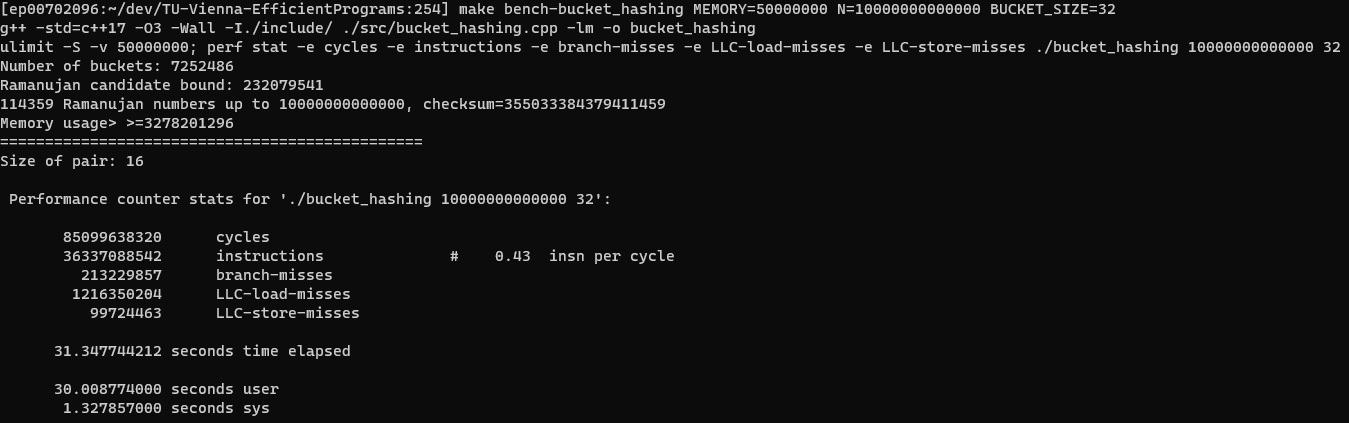 [ep00702096:~/dev/TU-Vienna-EfficientPrograms:254] make bench-bucket_hashing MEMORY=50000000 N=10000000000000 BUCKET_SIZE=32
g++ -std=c++17 -O3 -Wall -I./include/ ./src/bucket_hashing.cpp -lm -o bucket_hashing
ulimit -S -v 50000000; perf stat -e cycles -e instructions -e branch-misses -e LLC-load-misses -e LLC-store-misses ./bucket_hashing 10000000000000 32
Number of buckets: 7252486
Ramanujan candidate bound: 232079541
114359 Ramanujan numbers up to 10000000000000, checksum=355033384379411459
Memory usage> >=3278201296
===============================================
Size of pair: 16
Performance counter stats for './bucket_hashing 10000000000000 32':
85099638320 cycles
36337088542 instructions # 0.43 insn per cycle
213229857 branch-misses
1216350204 LLC-load-misses
99724463 LLC-store-misses
31.347744212 seconds time elapsed
30.008774000 seconds user
1.327857000 seconds sys